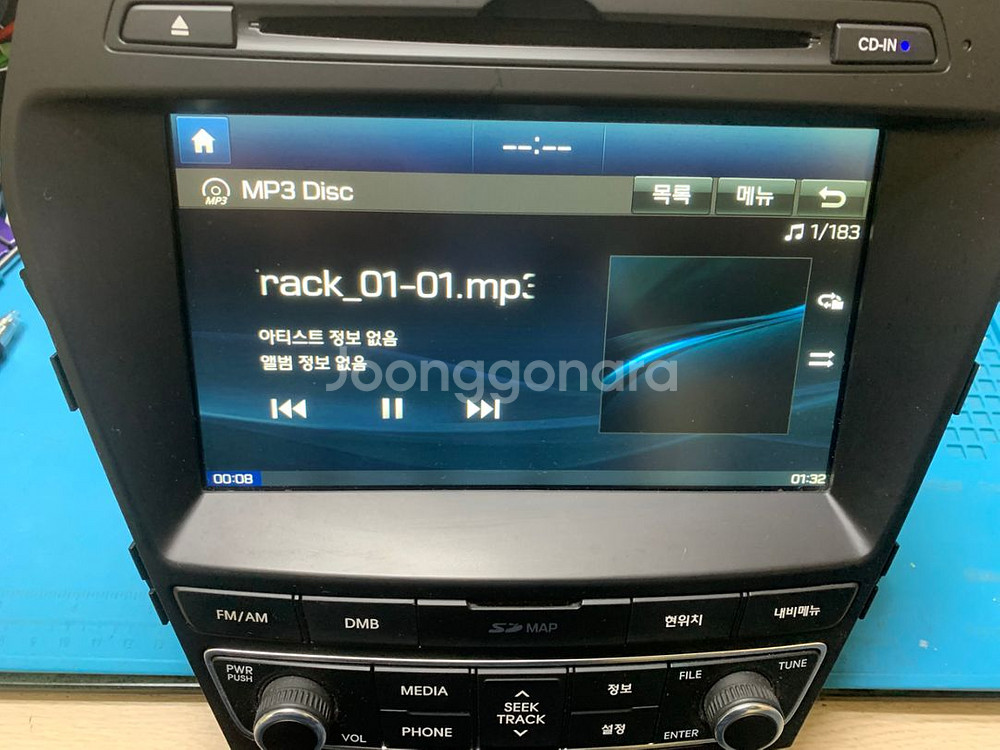 CD-IN
--:--
MP3
MP3 Disc
목록
메뉴
1/183
rack_01-01.mp3
아티스트 정보 없음
앨범 정보 없음
Joonggonara
00:08
01:32
FM/AM
DMB
SD MAP
현위치
내비메뉴
PWR
PUSH
VOL
MEDIA
PHONE
SEEK
TRACK
정보
설정
FILE
TUNE
ENTER